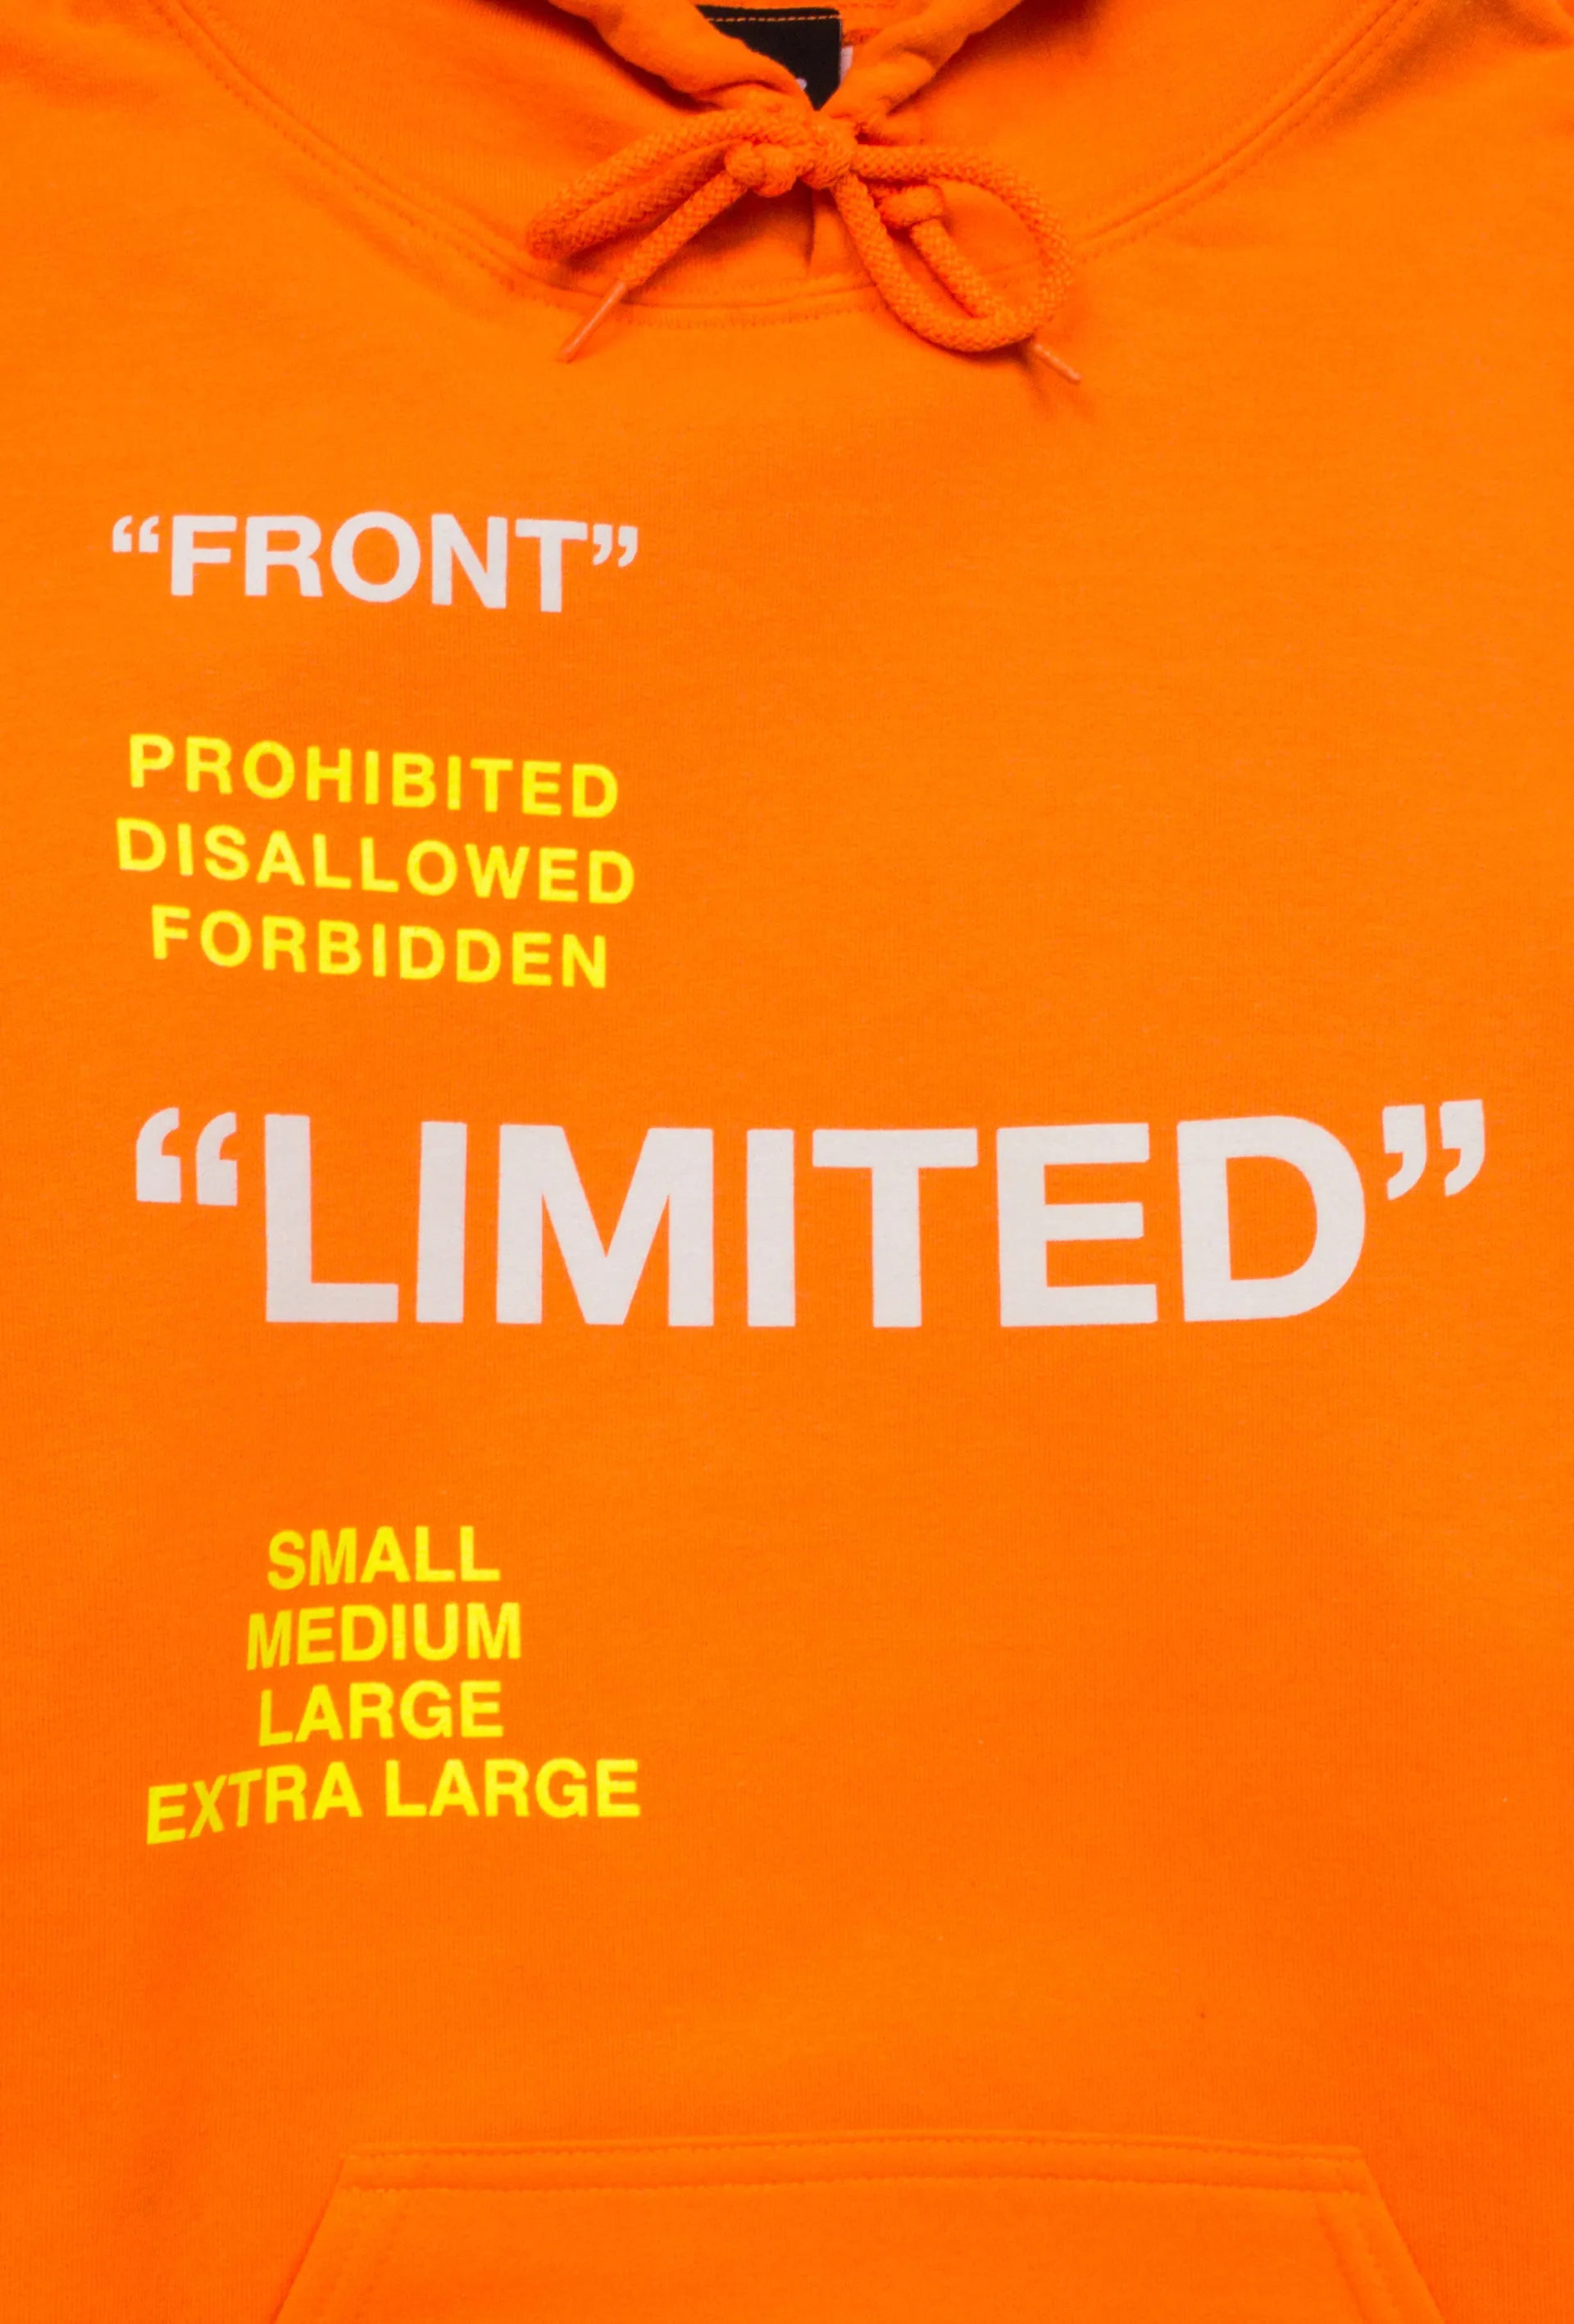 “FRONT”
PROHIBITED
DISALLOWED
FORBIDDEN
“LIMITED”
SMALL
MEDIUM
LARGE
EXTRA LARGE